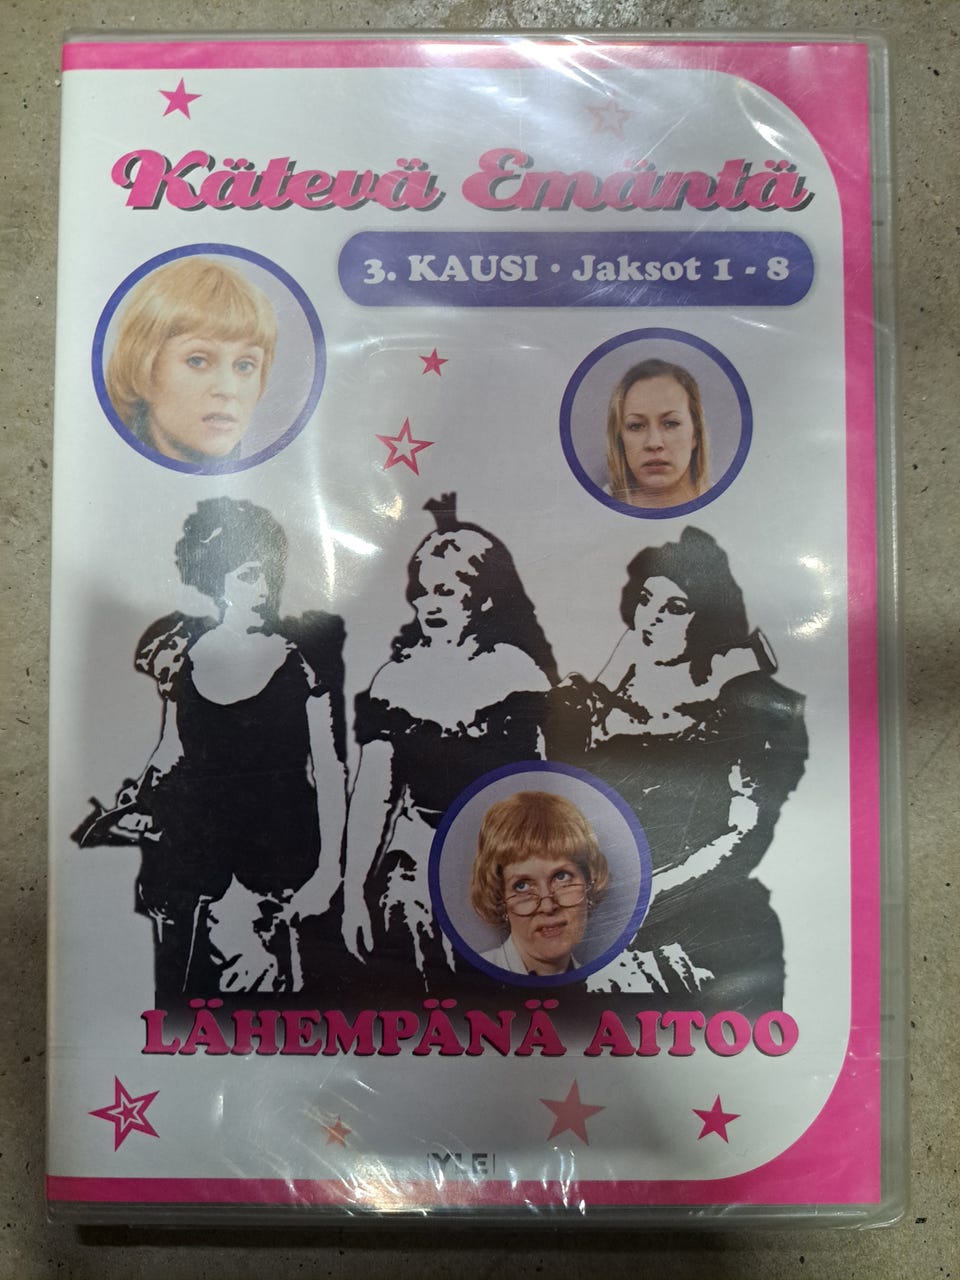 Kätevä Emäntä
3. KAUSI • Jaksot 1 - 8
LÄHEMPÄNÄ AITOO
YLE